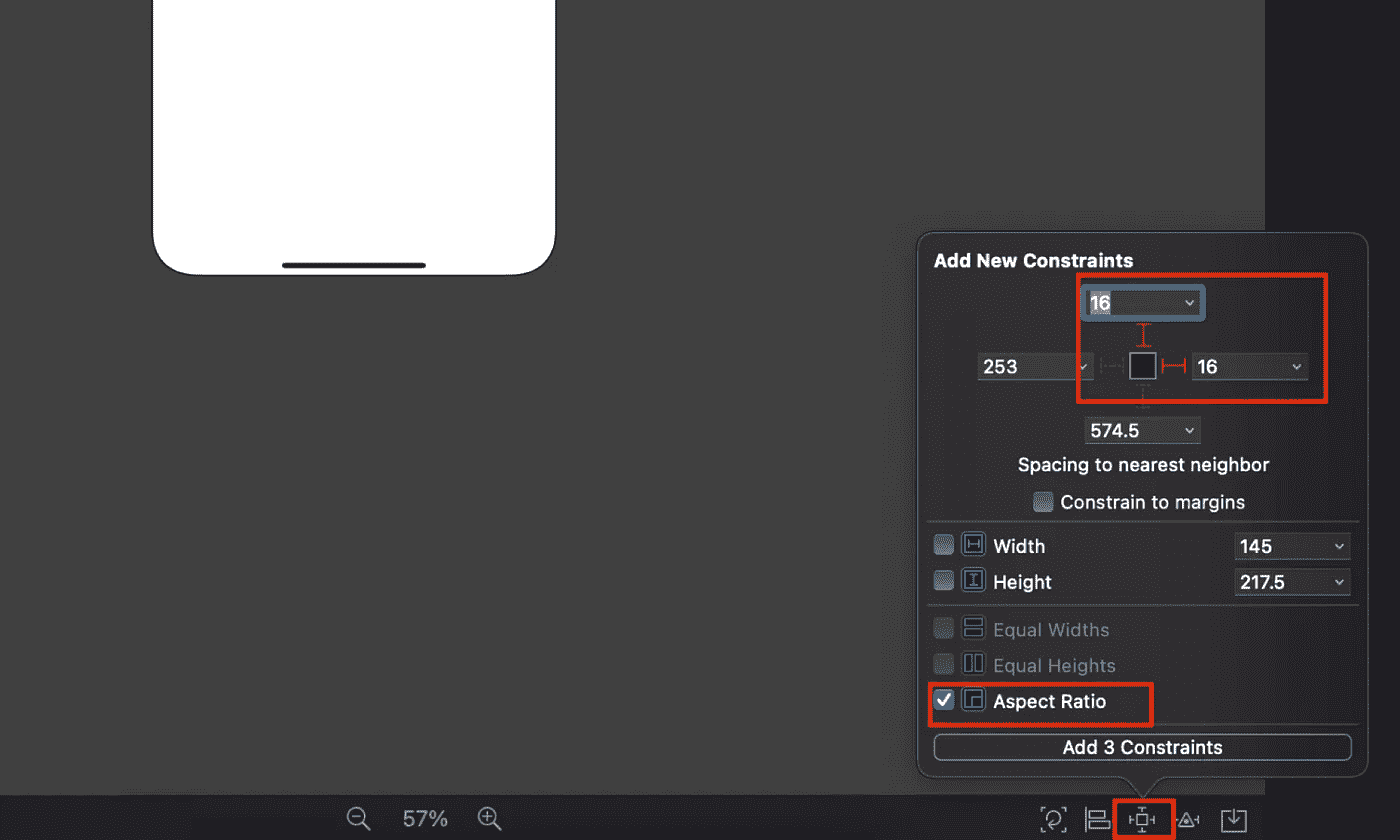 Add New Constraints
16
253
16
574.5
Spacing to nearest neighbor
Constrain to margins
Width 145
Height 217.5
Equal Widths
Equal Heights
Aspect Ratio
Add 3 Constraints
57%